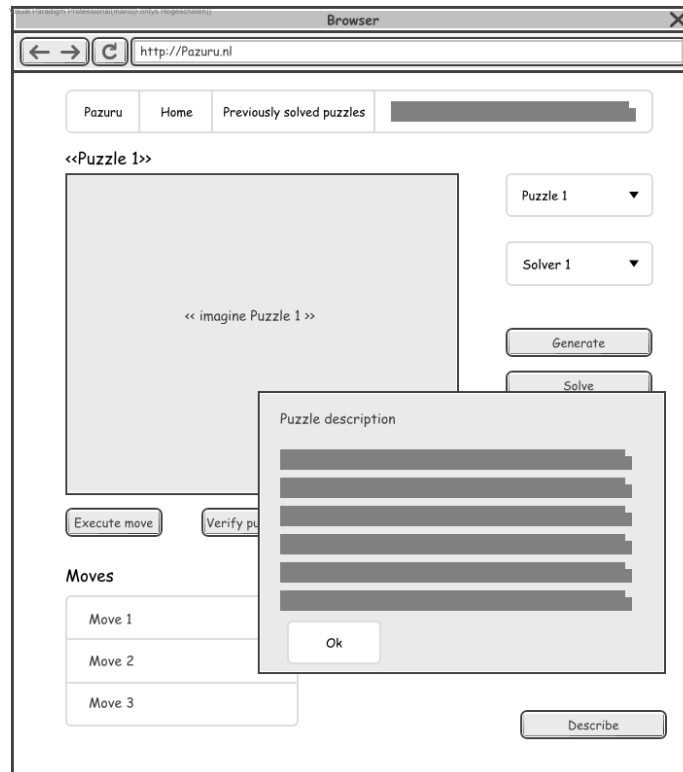 Visual Paradigm Professional(mano(Fontys Hogescholen))
Browser
http://Pazuru.nl
Pazuru Home Previously solved puzzles
<<Puzzle 1>>
Puzzle 1
Solver 1
<< imagine Puzzle 1 >>
Generate
Solve
Puzzle description
Execute move
Verify pu
Moves
Move 1
Ok
Move 2
Move 3
Describe